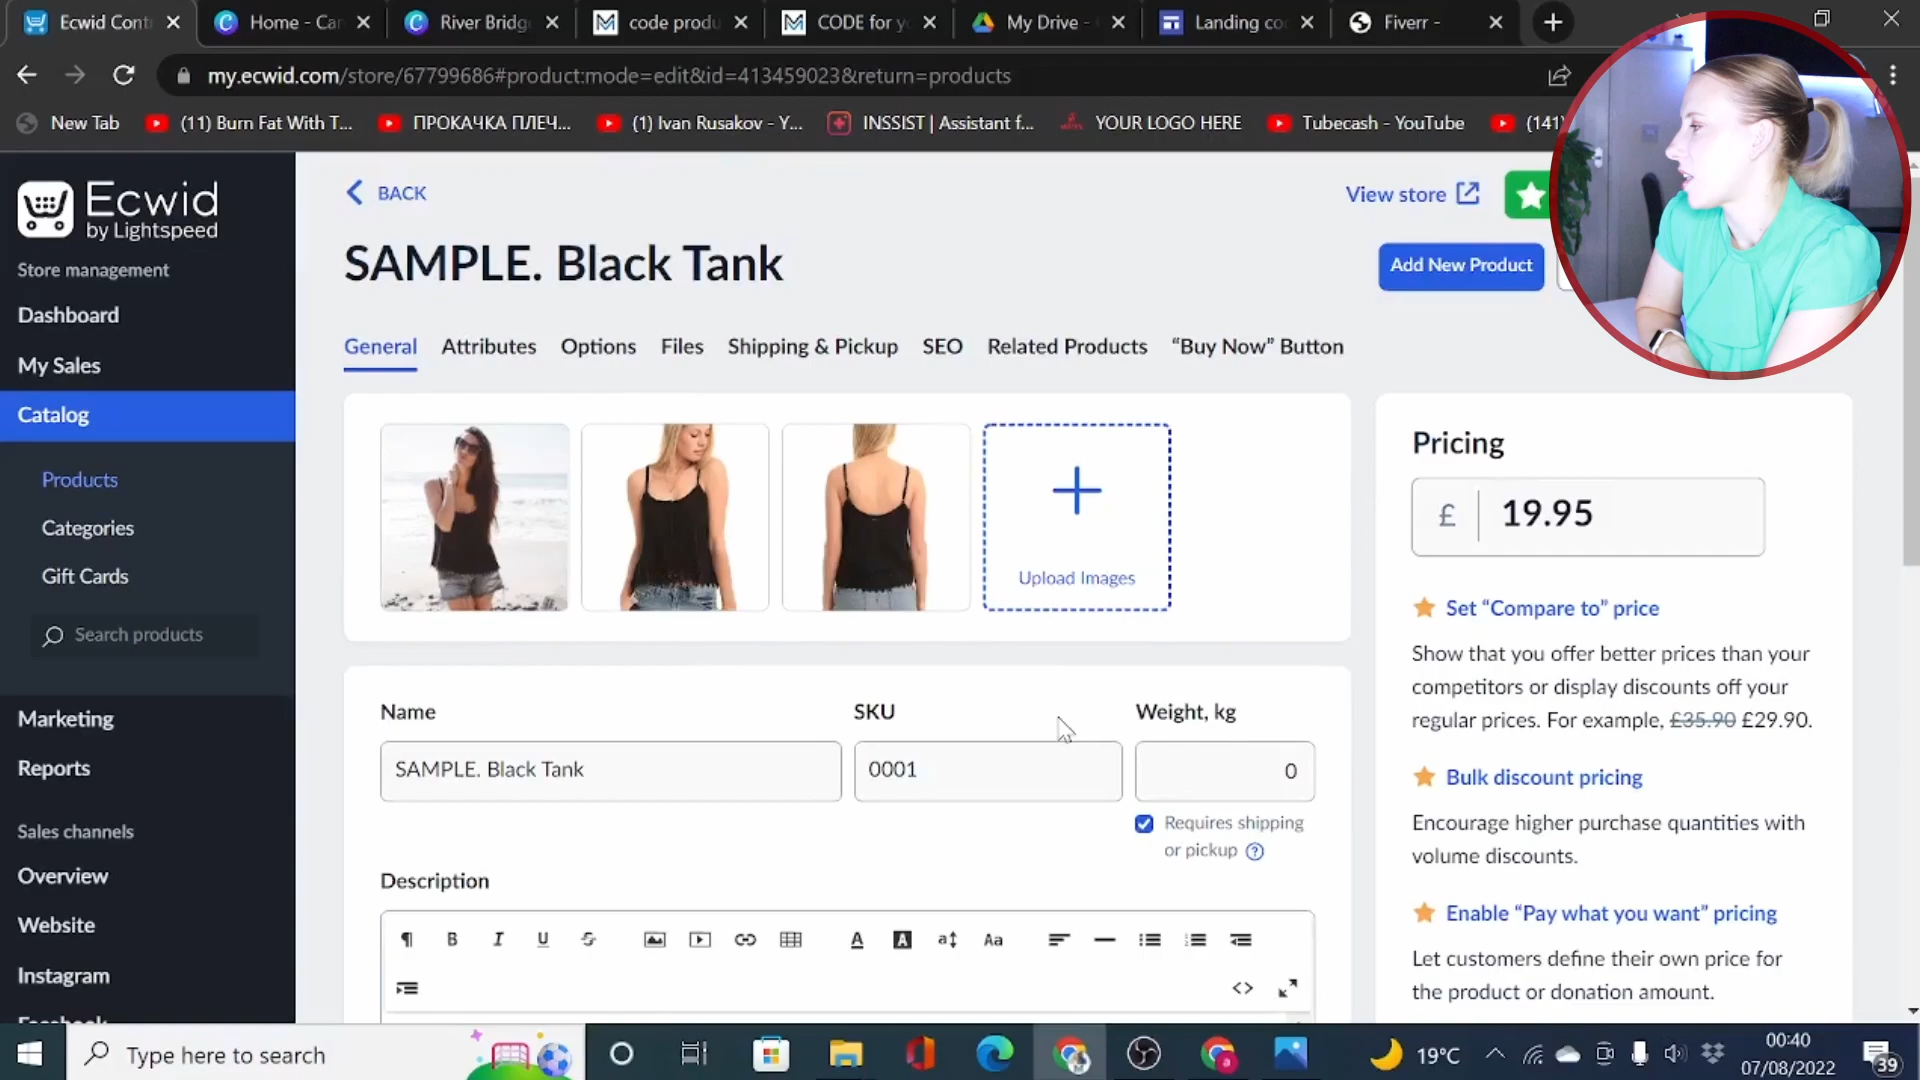 Ecwid Cont
Home - Car
River Bridg
code produ
CODE for y
My Drive -
Landing co
Fiverr -
my.ecwid.com/store/67799686#product:mode=edit&id=413459023&return=products
New Tab
(11) Burn Fat With T...
ПРОКАЧКА ПЛЕЧ...
(1) Ivan Rusakov - Y...
INSSIST | Assistant f...
YOUR LOGO HERE
Tubecash - YouTube
(141)
Ecwid
by Lightspeed
Store management
Dashboard
My Sales
Catalog
Products
Categories
Gift Cards
Search products
Marketing
Reports
Sales channels
Overview
Website
Instagram
Facebook
BACK
View store
SAMPLE. Black Tank
Add New Product
General
Attributes
Options
Files
Shipping & Pickup
SEO
Related Products
“Buy Now” Button
Upload Images
Name
SKU
Weight, kg
SAMPLE. Black Tank
0001
0
Requires shipping
or pickup
Description
Pricing
£
19.95
Set “Compare to” price
Show that you offer better prices than your
competitors or display discounts off your
regular prices. For example, £35.90 £29.90.
Bulk discount pricing
Encourage higher purchase quantities with
volume discounts.
Enable “Pay what you want” pricing
Let customers define their own price for
the product or donation amount.
Type here to search
19°C
00:40
07/08/2022
39